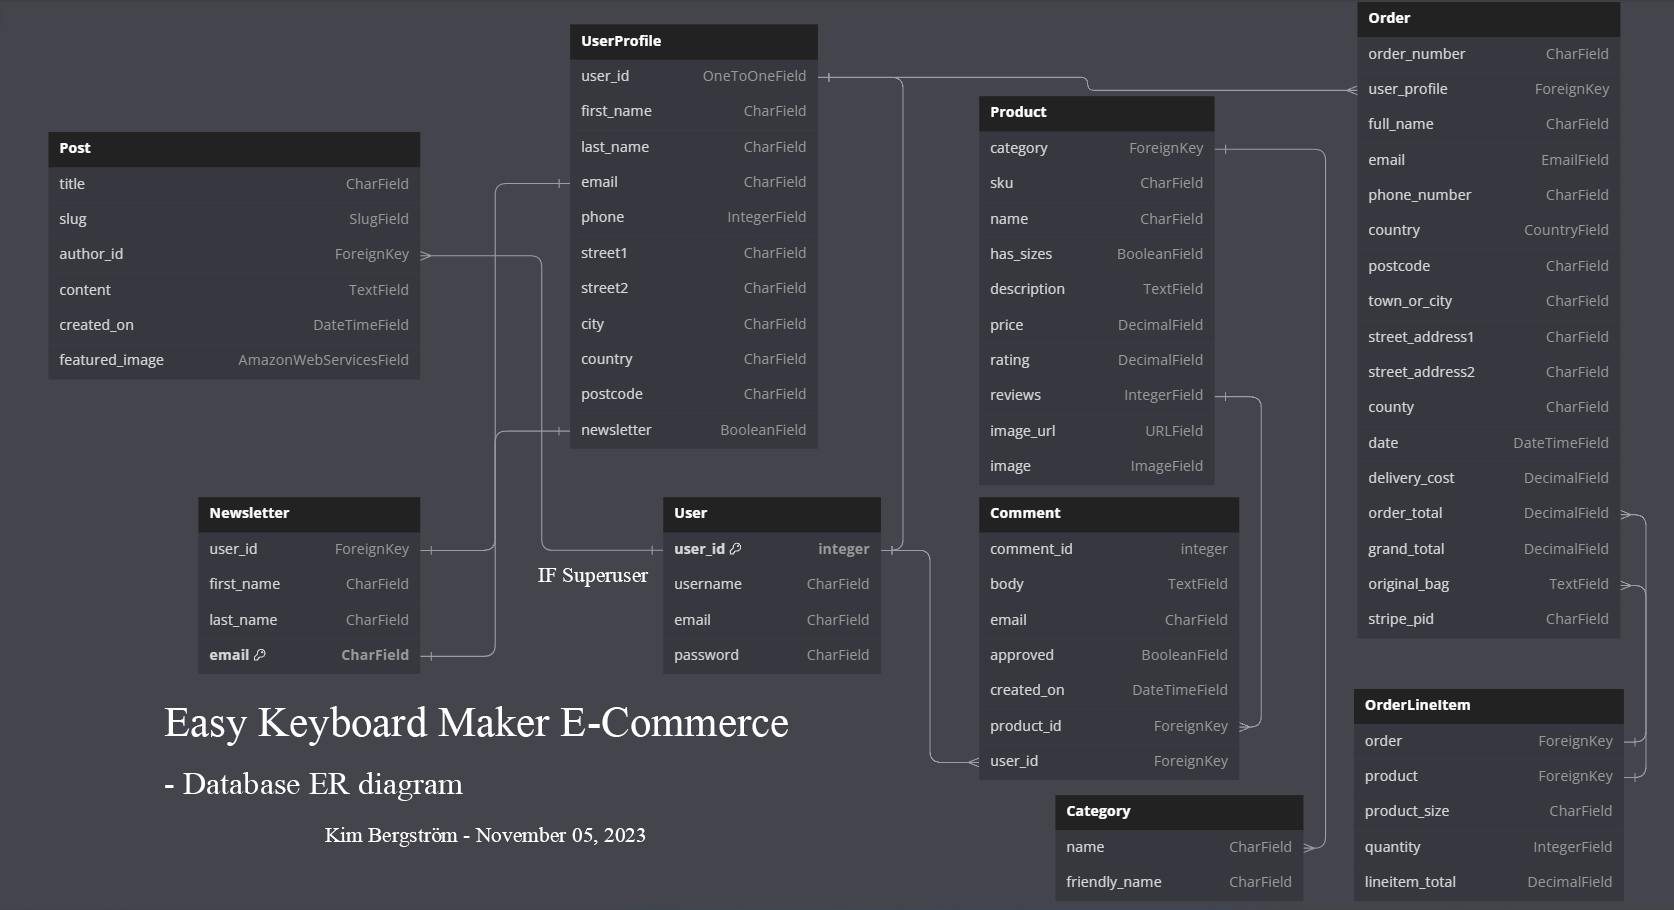 Post
title CharField
slug SlugField
author_id ForeignKey
content TextField
created_on DateTimeField
featured_image AmazonWebServicesField
UserProfile
user_id OneToOneField
first_name CharField
last_name CharField
email CharField
phone IntegerField
street1 CharField
street2 CharField
city CharField
country CharField
postcode CharField
newsletter BooleanField
Product
category ForeignKey
sku CharField
name CharField
has_sizes BooleanField
description TextField
price DecimalField
rating DecimalField
reviews IntegerField
image_url URLField
image ImageField
Order
order_number CharField
user_profile ForeignKey
full_name CharField
email EmailField
phone_number CharField
country CountryField
postcode CharField
town_or_city CharField
street_address1 CharField
street_address2 CharField
county CharField
date DateTimeField
delivery_cost DecimalField
order_total DecimalField
grand_total DecimalField
original_bag TextField
stripe_pid CharField
Newsletter
user_id ForeignKey
first_name CharField
last_name CharField
email CharField
IF Superuser
User
user_id integer
username CharField
email CharField
password CharField
Comment
comment_id integer
body TextField
email CharField
approved BooleanField
created_on DateTimeField
product_id ForeignKey
user_id ForeignKey
Category
name CharField
friendly_name CharField
OrderLineItem
order ForeignKey
product ForeignKey
product_size CharField
quantity IntegerField
lineitem_total DecimalField
Easy Keyboard Maker E-Commerce
- Database ER diagram
Kim Bergström - November 05, 2023